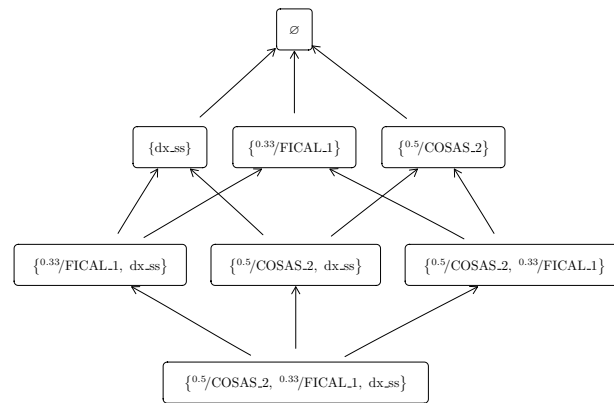 ∅
{dx_ss} {⁰·³³/FICAL_1} {⁰·⁵/COSAS_2}
{⁰·³³/FICAL_1, dx_ss} {⁰·⁵/COSAS_2, dx_ss} {⁰·⁵/COSAS_2, ⁰·³³/FICAL_1}
{⁰·⁵/COSAS_2, ⁰·³³/FICAL_1, dx_ss}